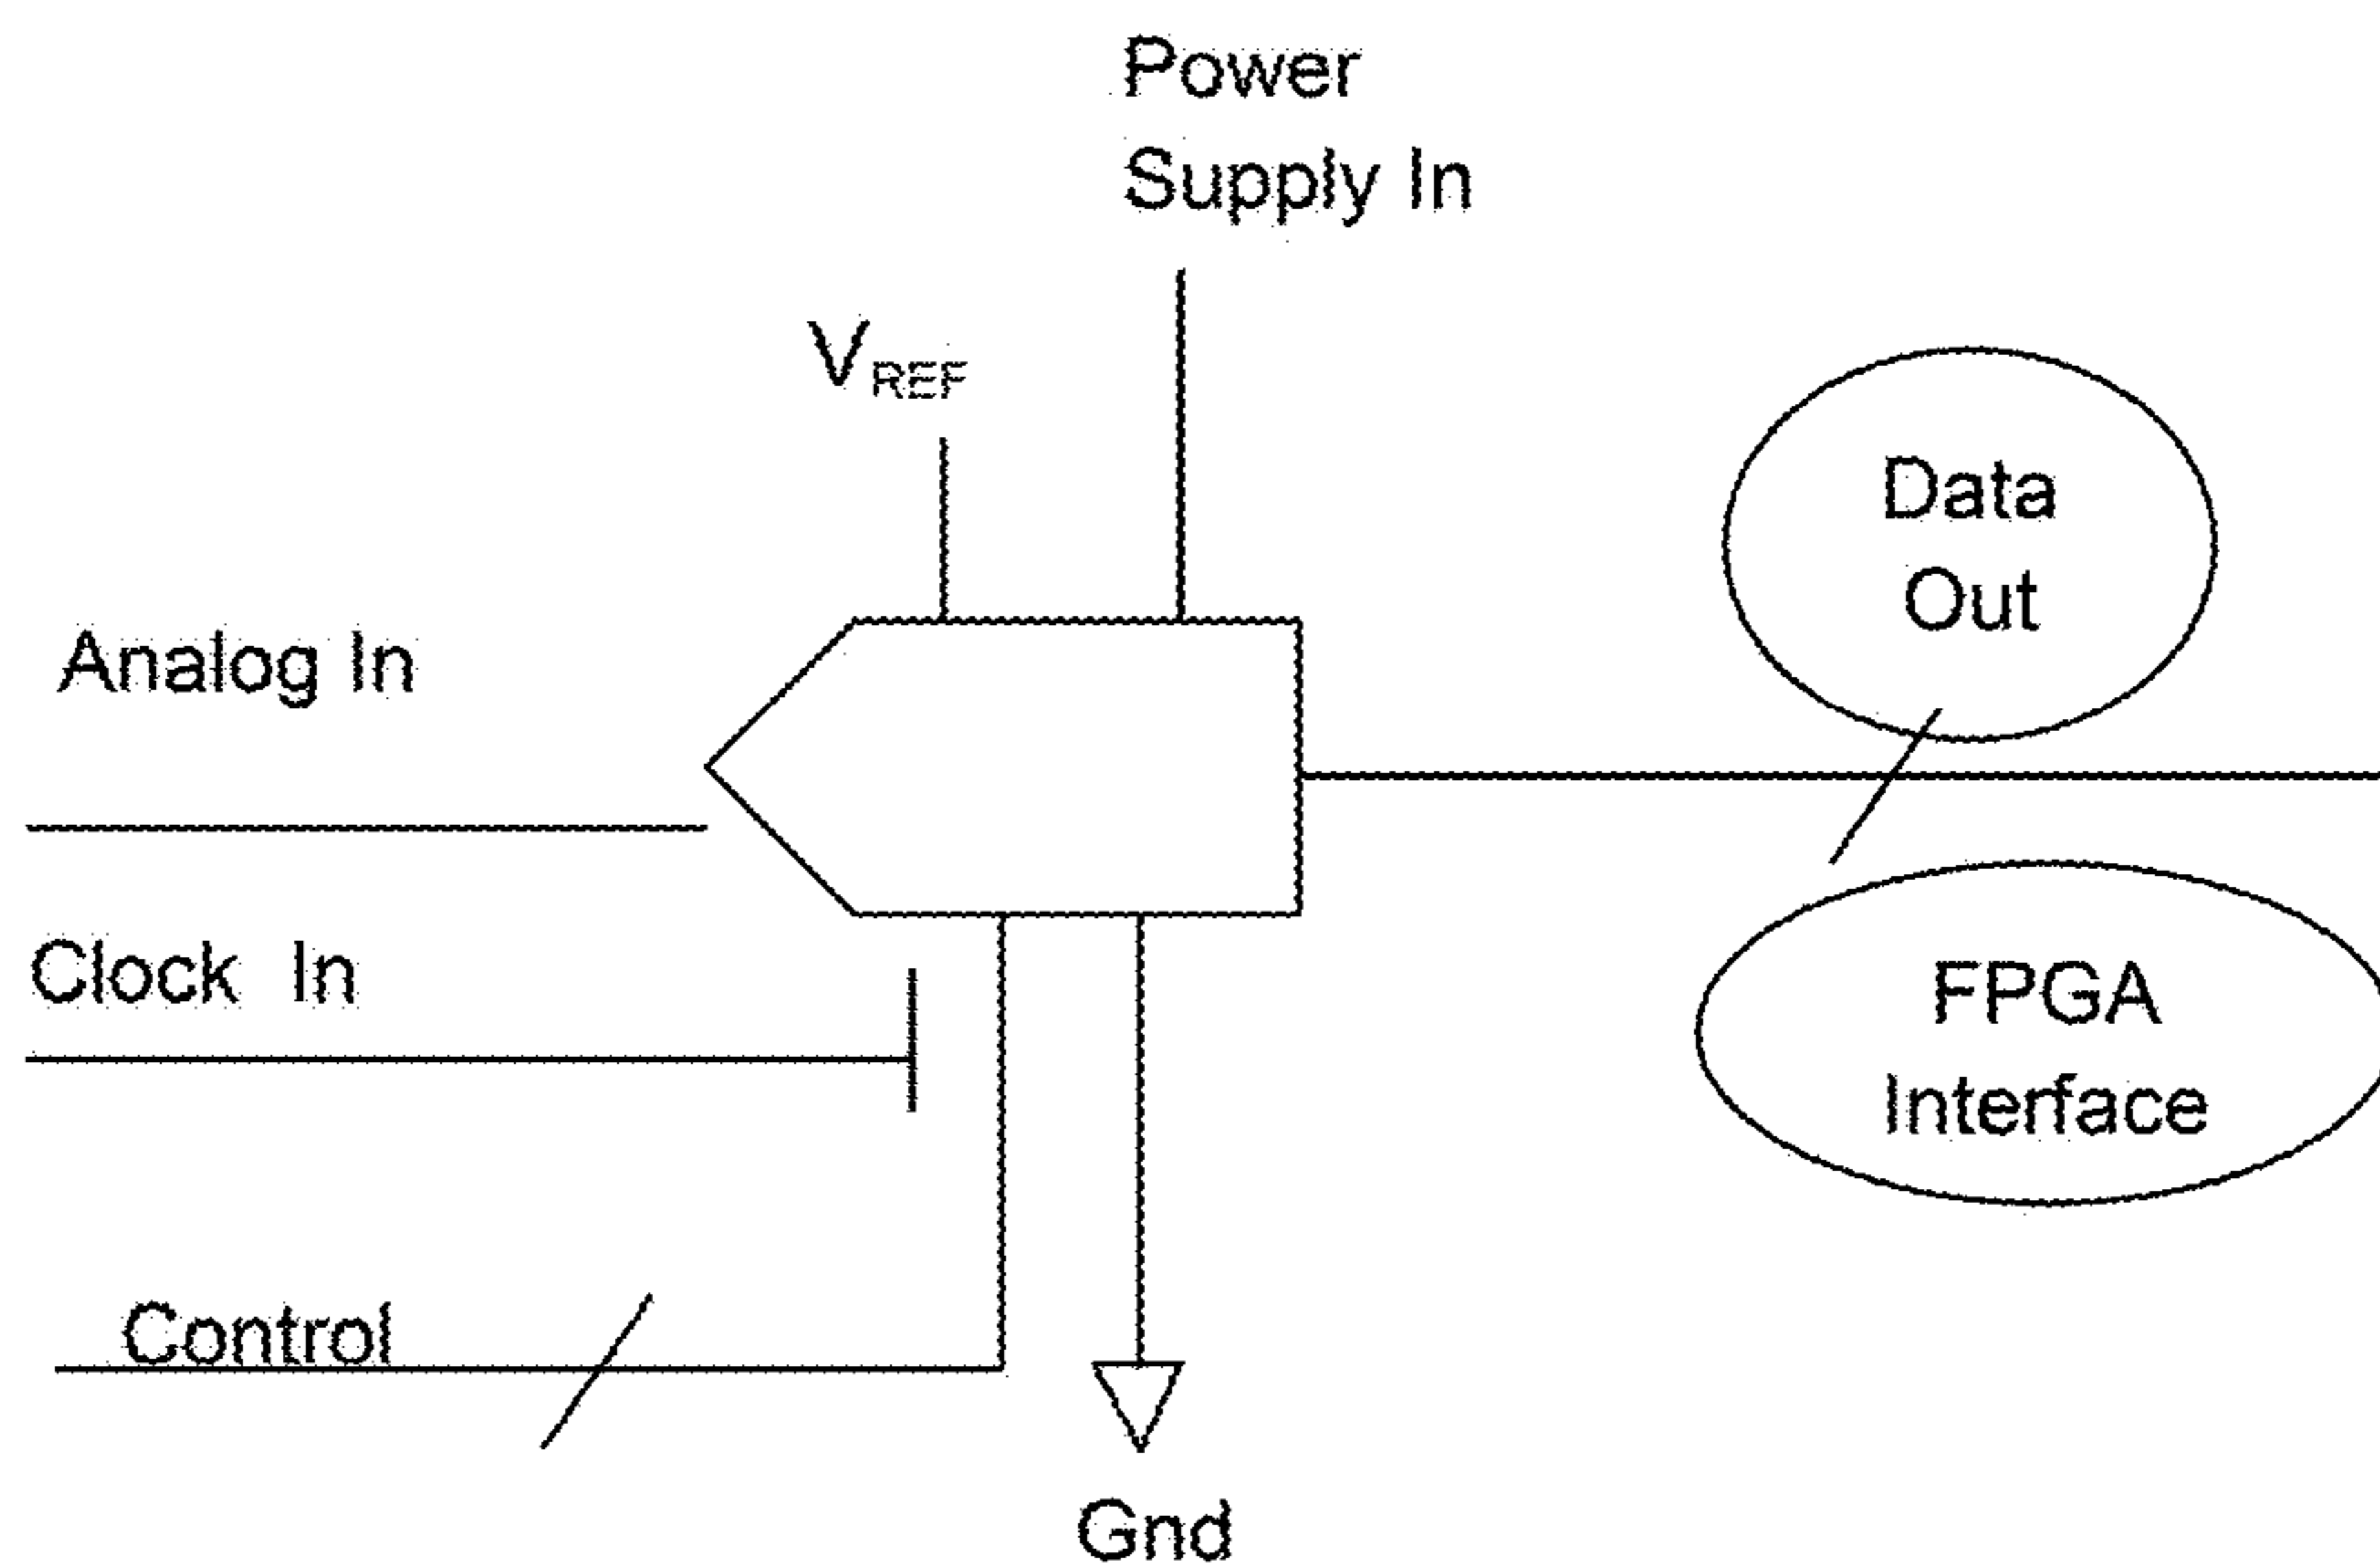 Power
Supply In
VREF
Data
Out
Analog In
Clock In
FPGA
Interface
Control
Gnd